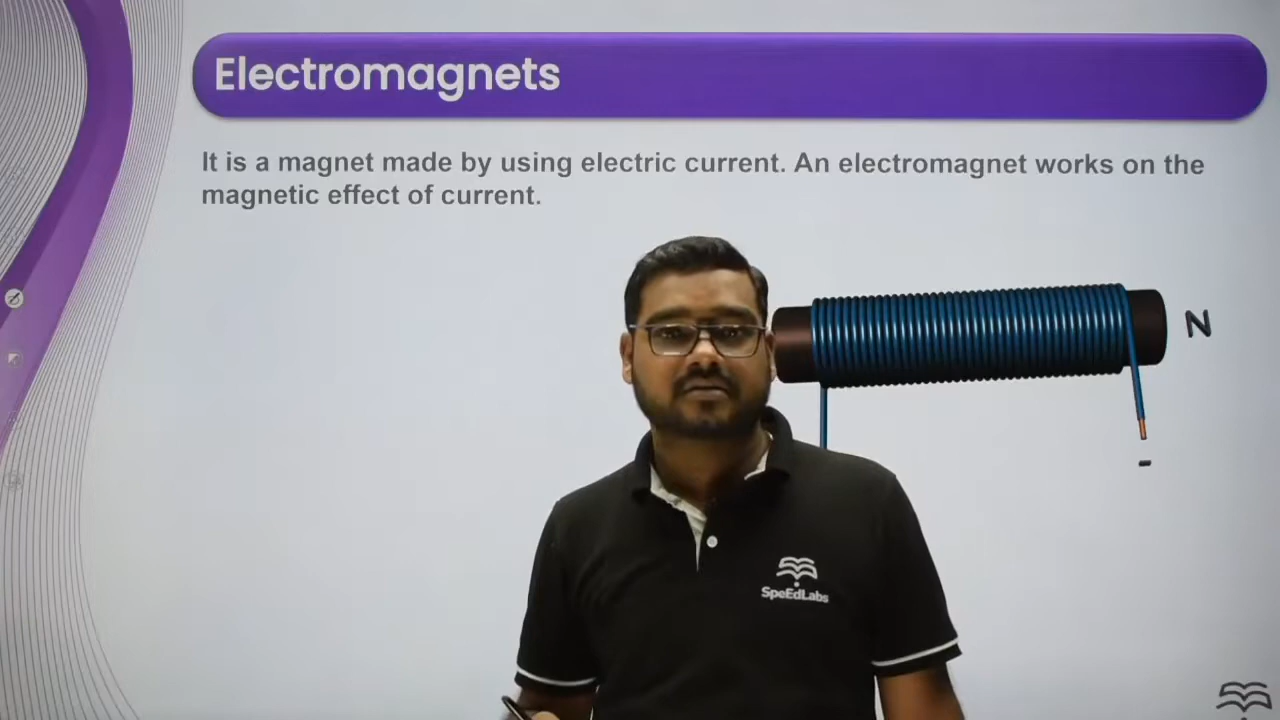 Electromagnets
It is a magnet made by using electric current. An electromagnet works on the
magnetic effect of current.
N
-
SpeEdLabs